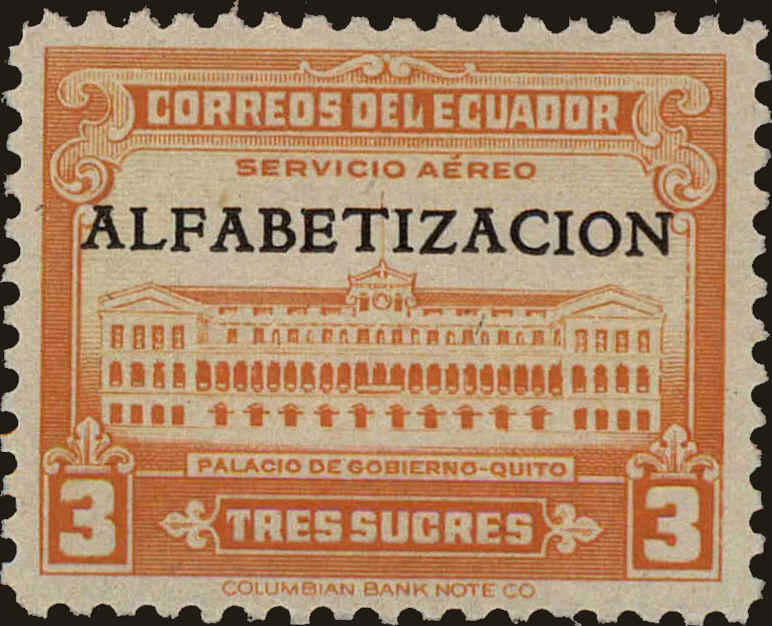 CORREOS DEL ECUADOR
SERVICIO AÉREO
ALFABETIZACION
PALACIO DE GOBIERNO-QUITO
3 TRES SUCRES 3
COLUMBIAN BANK NOTE CO